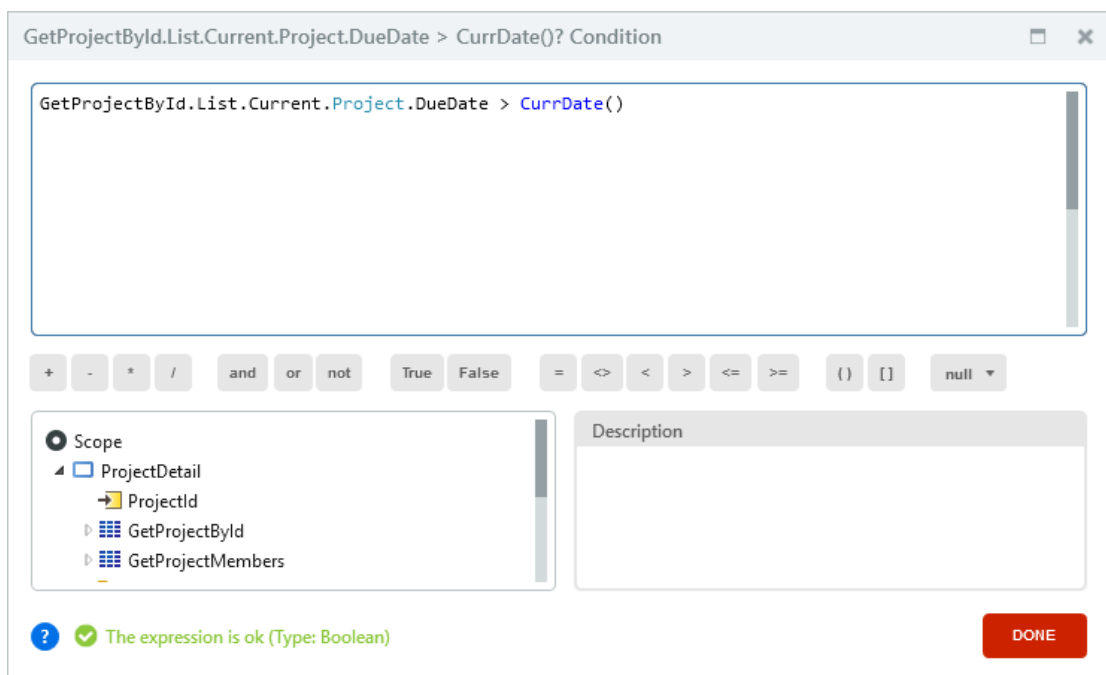 GetProjectById.List.Current.Project.DueDate > CurrDate()? Condition
GetProjectById.List.Current.Project.DueDate > CurrDate()
+ - * / and or not True False = <> < > <= >= () [] null
Scope
ProjectDetail
ProjectId
GetProjectById
GetProjectMembers
Description
The expression is ok (Type: Boolean)
DONE